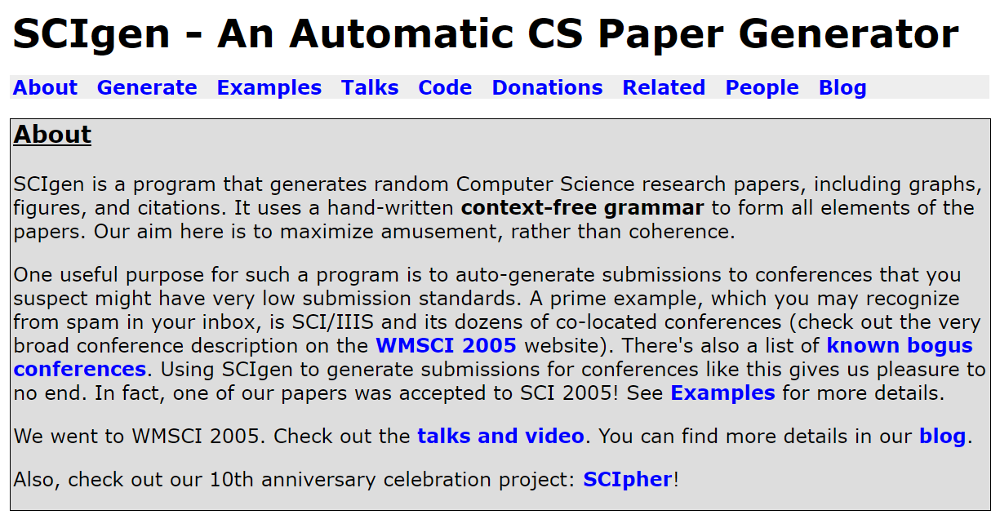 SCIgen - An Automatic CS Paper Generator
About Generate Examples Talks Code Donations Related People Blog
About
SCIgen is a program that generates random Computer Science research papers, including graphs,
figures, and citations. It uses a hand-written context-free grammar to form all elements of the
papers. Our aim here is to maximize amusement, rather than coherence.
One useful purpose for such a program is to auto-generate submissions to conferences that you
suspect might have very low submission standards. A prime example, which you may recognize
from spam in your inbox, is SCI/IIIS and its dozens of co-located conferences (check out the very
broad conference description on the WMSCI 2005 website). There's also a list of known bogus
conferences. Using SCIgen to generate submissions for conferences like this gives us pleasure to
no end. In fact, one of our papers was accepted to SCI 2005! See Examples for more details.
We went to WMSCI 2005. Check out the talks and video. You can find more details in our blog.
Also, check out our 10th anniversary celebration project: SCIpher!